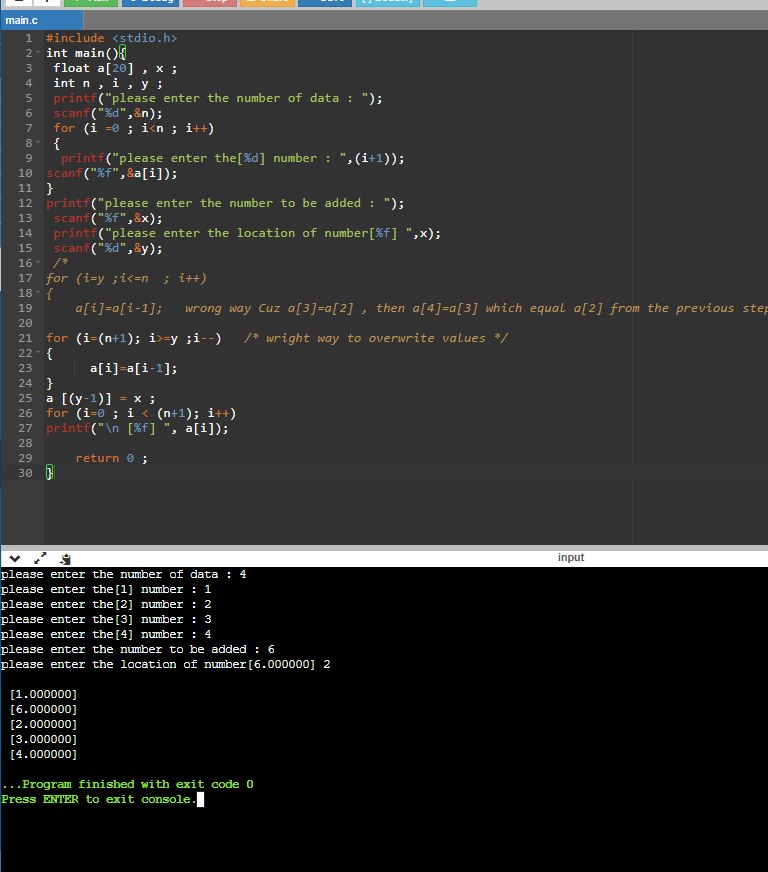 main.c
1 #include <stdio.h>
2 int main(){
3 float a[20] , x ;
4 int n , i , y ;
5 printf("please enter the number of data : ");
6 scanf("%d",&n);
7 for (i =0 ; i<n ; i++)
8 {
9 printf("please enter the[%d] number : ",(i+1));
10 scanf("%f",&a[i]);
11 }
12 printf("please enter the number to be added : ");
13 scanf("%f",&x);
14 printf("please enter the location of number[%f] ",x);
15 scanf("%d",&y);
16 /*
17 for (i=y ;i<=n ; i++)
18 {
19 a[i]=a[i-1]; wrong way Cuz a[3]=a[2] , then a[4]=a[3] which equal a[2] from the previous step
20
21 for (i=(n+1); i>=y ;i--) /* wright way to overwrite values */
22 {
23 a[i]=a[i-1];
24 }
25 a [(y-1)] = x ;
26 for (i=0 ; i < (n+1); i++)
27 printf("\n [%f] ", a[i]);
28
29 return 0 ;
30 }
input
please enter the number of data : 4
please enter the[1] number : 1
please enter the[2] number : 2
please enter the[3] number : 3
please enter the[4] number : 4
please enter the number to be added : 6
please enter the location of number[6.000000] 2
[1.000000]
[6.000000]
[2.000000]
[3.000000]
[4.000000]
...Program finished with exit code 0
Press ENTER to exit console.